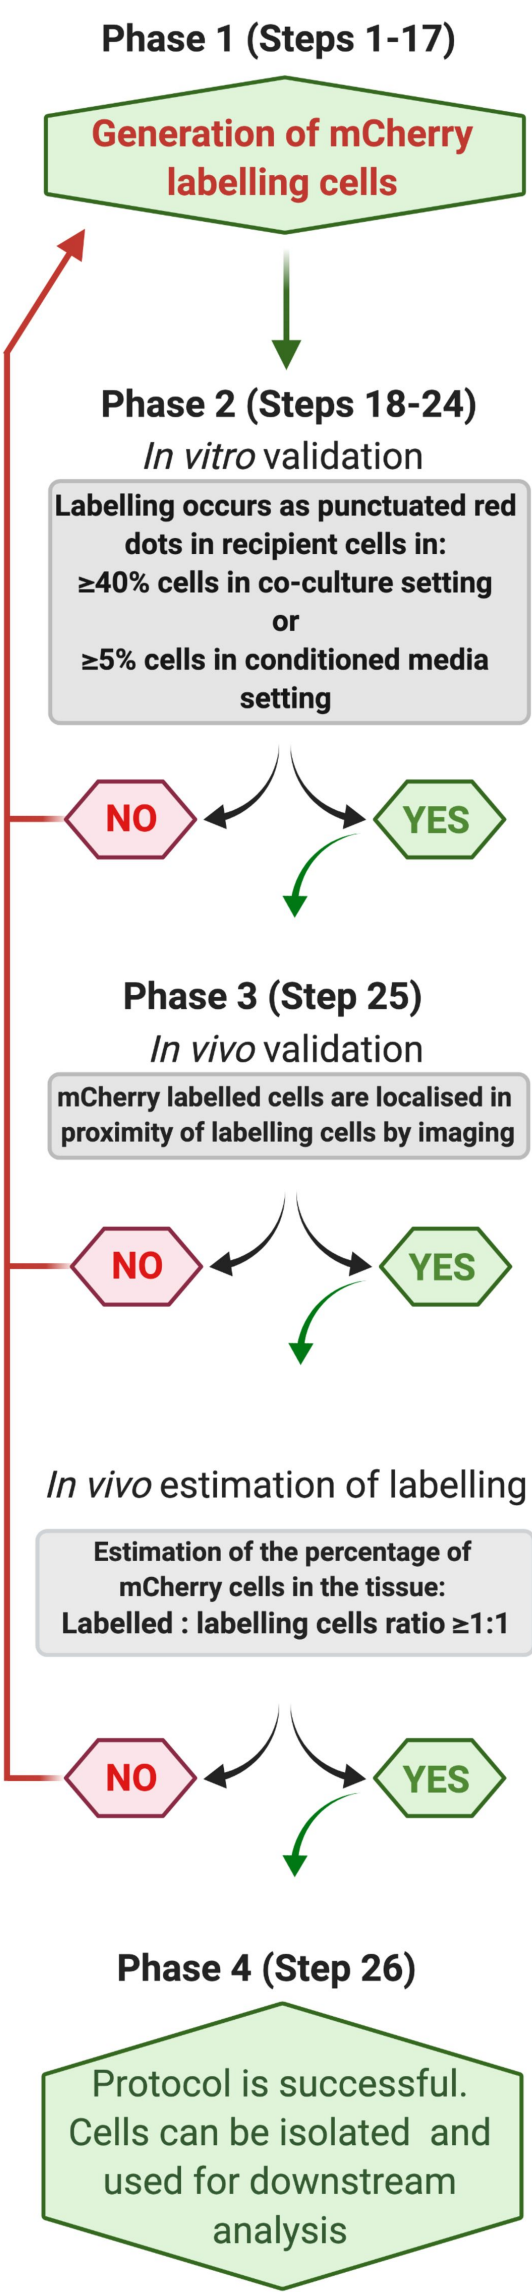 Phase 1 (Steps 1-17)
Generation of mCherry
labelling cells
Phase 2 (Steps 18-24)
In vitro validation
Labelling occurs as punctuated red
dots in recipient cells in:
≥40% cells in co-culture setting
or
≥5% cells in conditioned media
setting
NO
YES
Phase 3 (Step 25)
In vivo validation
mCherry labelled cells are localised in
proximity of labelling cells by imaging
NO
YES
In vivo estimation of labelling
Estimation of the percentage of
mCherry cells in the tissue:
Labelled : labelling cells ratio ≥1:1
NO
YES
Phase 4 (Step 26)
Protocol is successful.
Cells can be isolated and
used for downstream
analysis